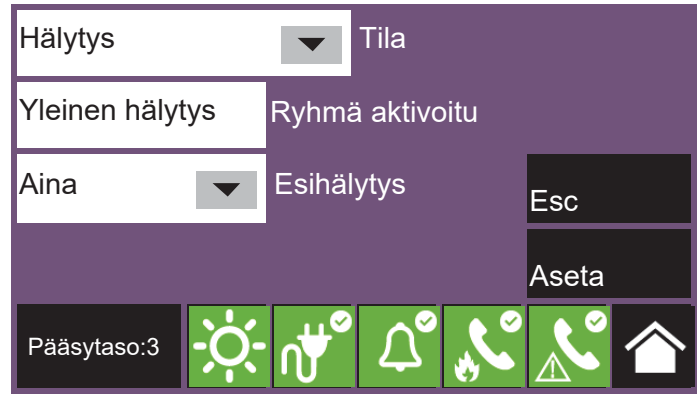 Hälytys Tila
Yleinen hälytys Ryhmä aktivoitu
Aina Esihälytys
Esc
Aseta
Pääsytaso:3